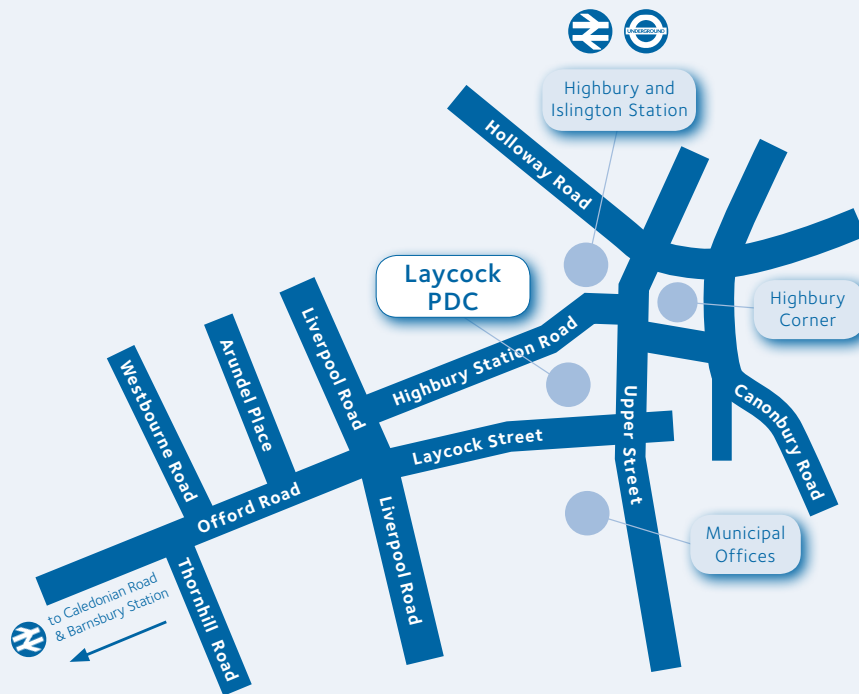 UNDERGROUND
Highbury and
Islington Station
Holloway Road
Laycock
PDC
Highbury
Corner
Liverpool Road
Highbury Station Road
Arundel Place
Westbourne Road
Upper Street
Canonbury Road
Laycock Street
Offord Road
Liverpool Road
Municipal
Offices
Thornhill Road
to Caledonian Road
& Barnsbury Station